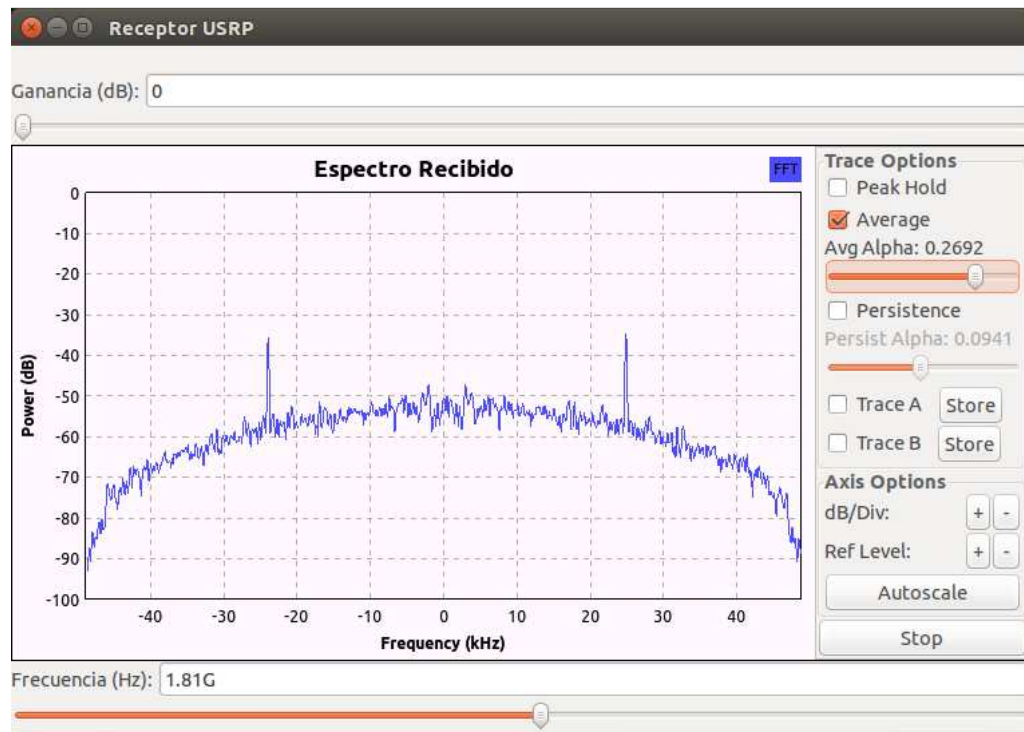 Receptor USRP
Ganancia (dB): 0
Espectro Recibido
FFT
Power (dB)
0
-10
-20
-30
-40
-50
-60
-70
-80
-90
-100
-40 -30 -20 -10 0 10 20 30 40
Frequency (kHz)
Trace Options
Peak Hold
Average
Avg Alpha: 0.2692
Persistence
Persist Alpha: 0.0941
Trace A Store
Trace B Store
Axis Options
dB/Div: + -
Ref Level: + -
Autoscale
Stop
Frecuencia (Hz): 1.81G